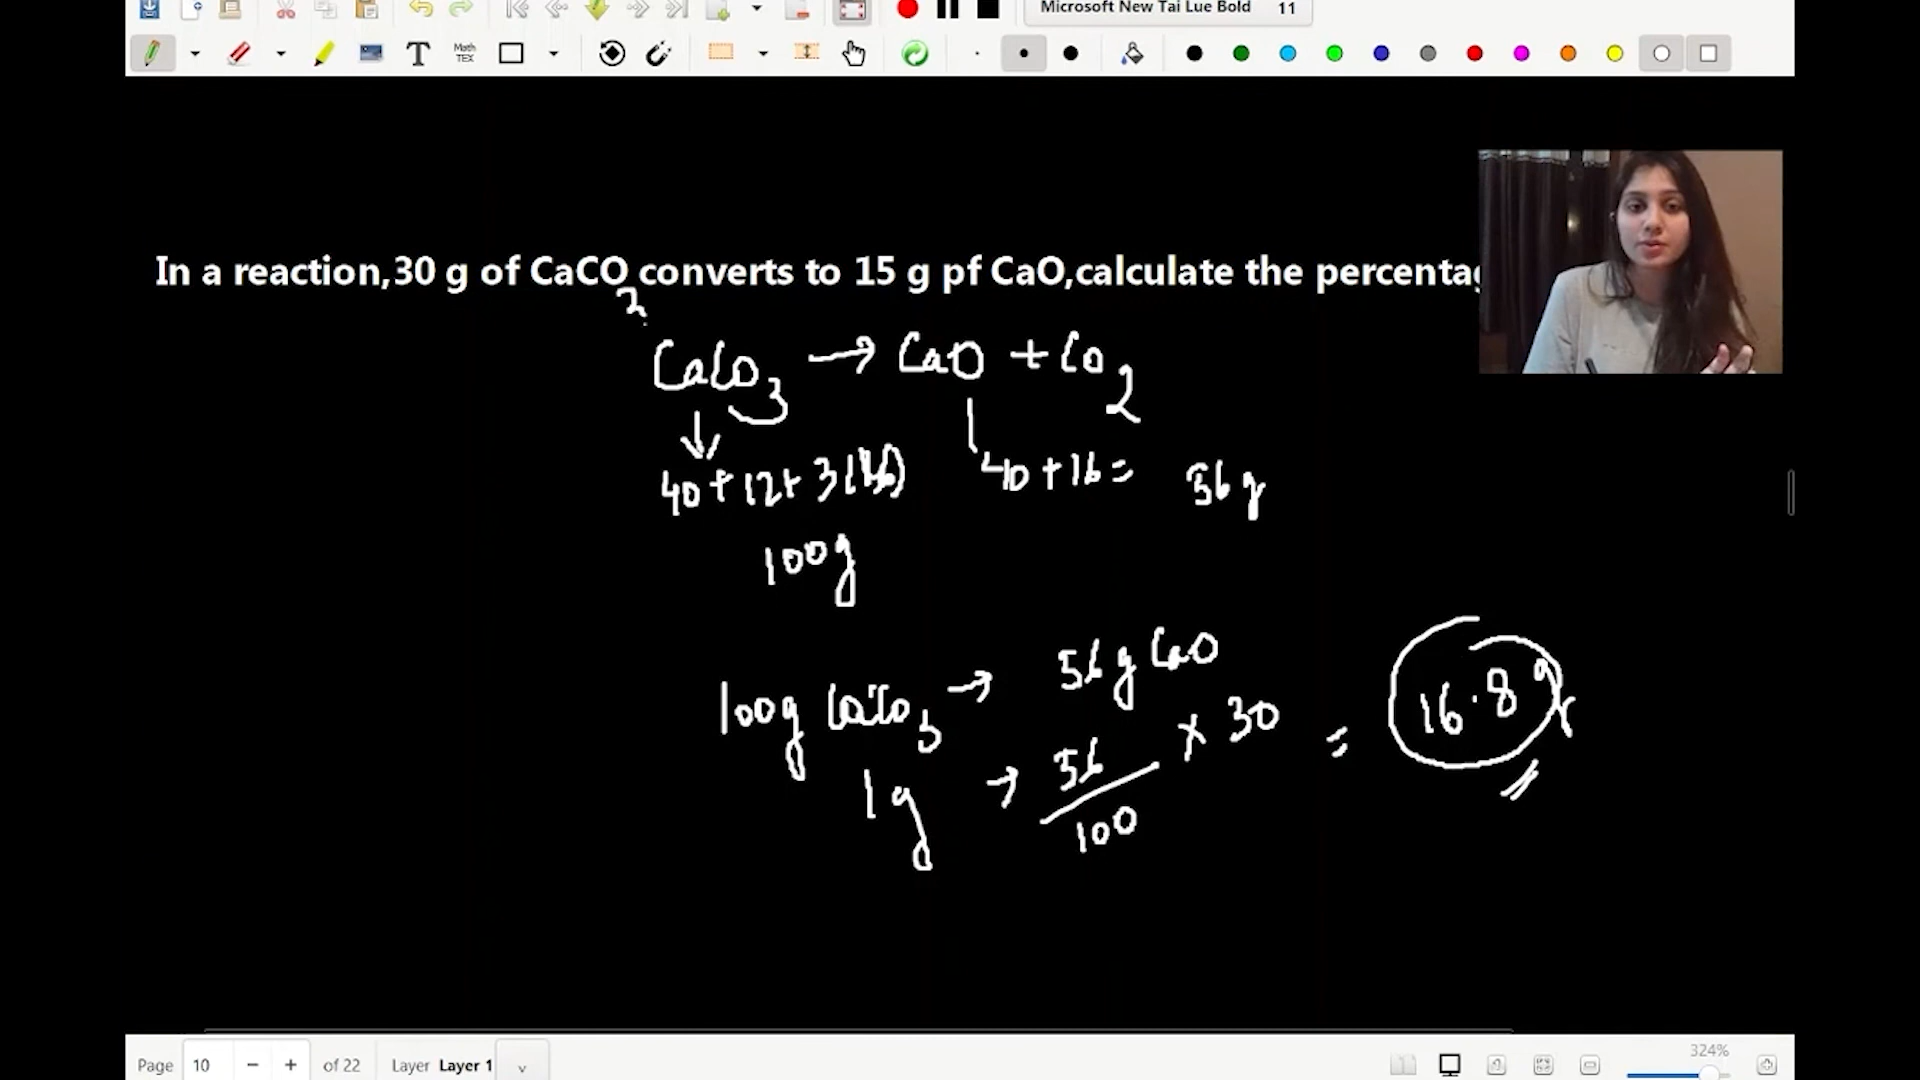 Microsoft New Tai Lue Bold 11
T Math TEX
In a reaction,30 g of CaCO converts to 15 g pf CaO,calculate the percentag
3
CaCO3 → CaO + CO2
40+12+3(16) 40+16= 56g
100g
100g CaCO3 → 56g CaO
1g → 56/100 × 30 = 16.8g
Page 10 of 22 Layer Layer 1
324%